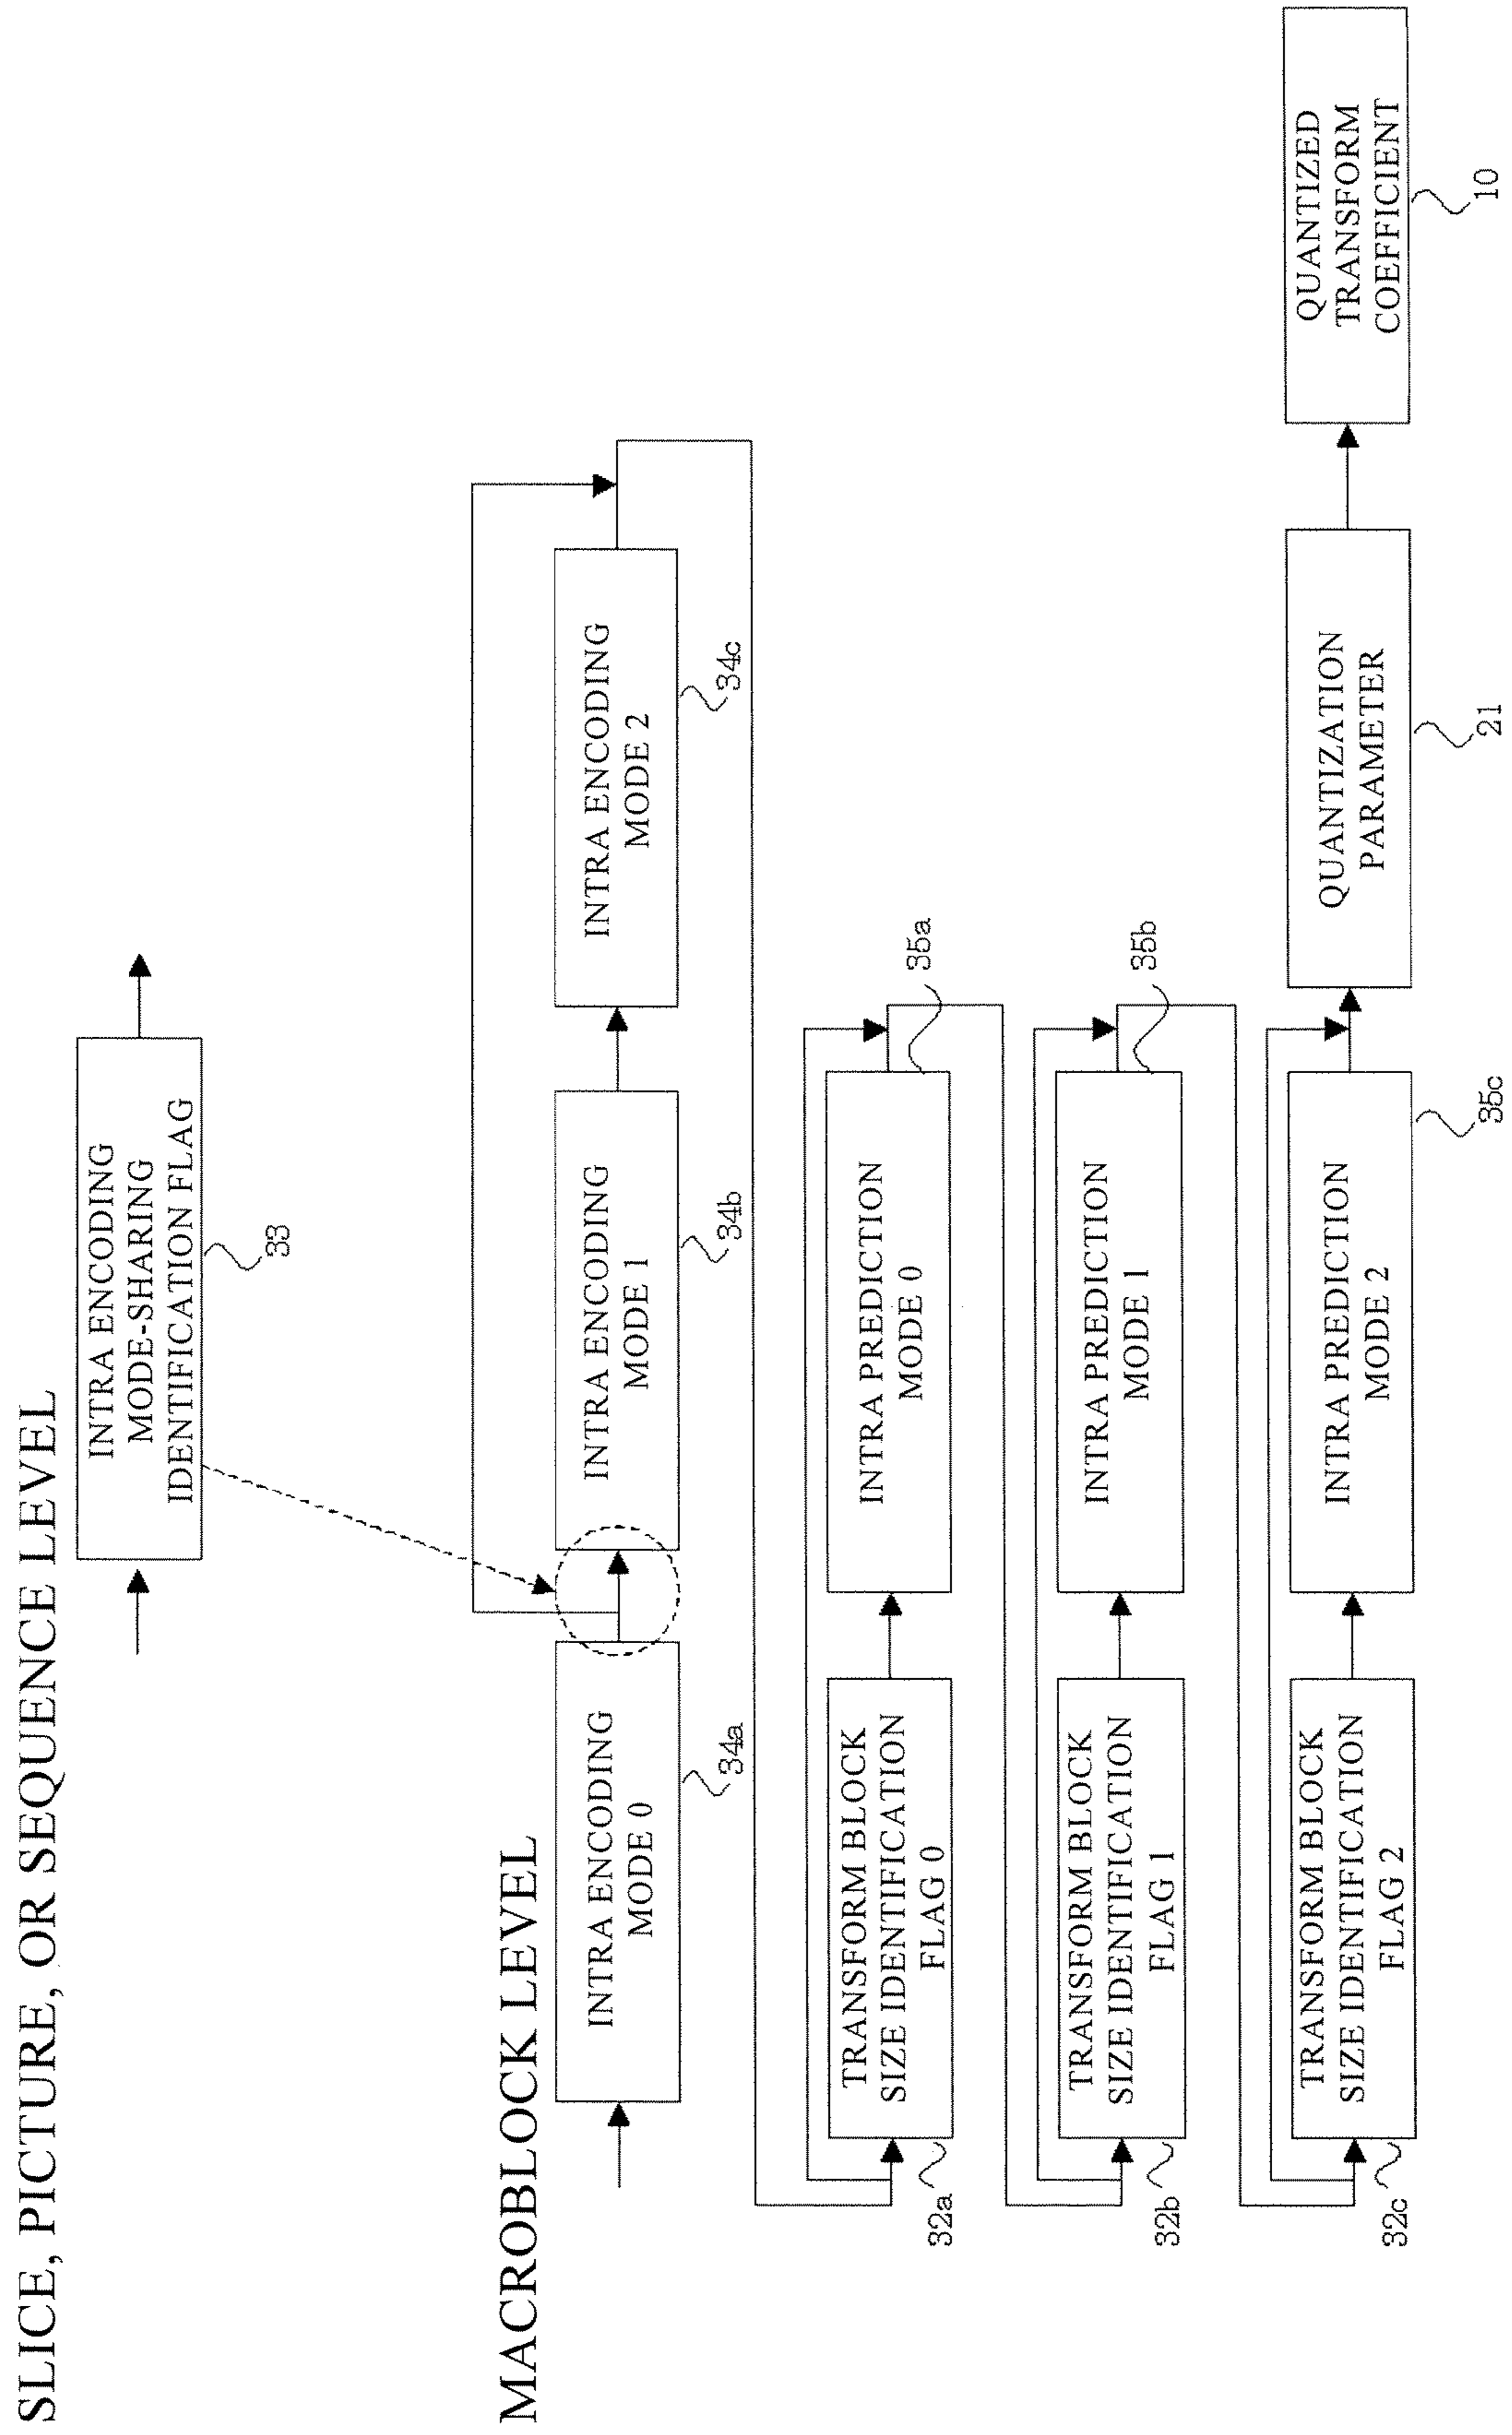 SLICE, PICTURE, OR SEQUENCE LEVEL
INTRA ENCODING
MODE-SHARING
IDENTIFICATION FLAG
33
MACROBLOCK LEVEL
INTRA ENCODING
MODE 0
34a
INTRA ENCODING
MODE 1
34b
INTRA ENCODING
MODE 2
34c
TRANSFORM BLOCK
SIZE IDENTIFICATION
FLAG 0
32a
INTRA PREDICTION
MODE 0
35a
TRANSFORM BLOCK
SIZE IDENTIFICATION
FLAG 1
32b
INTRA PREDICTION
MODE 1
35b
TRANSFORM BLOCK
SIZE IDENTIFICATION
FLAG 2
32c
INTRA PREDICTION
MODE 2
35c
QUANTIZATION
PARAMETER
21
QUANTIZED
TRANSFORM
COEFFICIENT
10